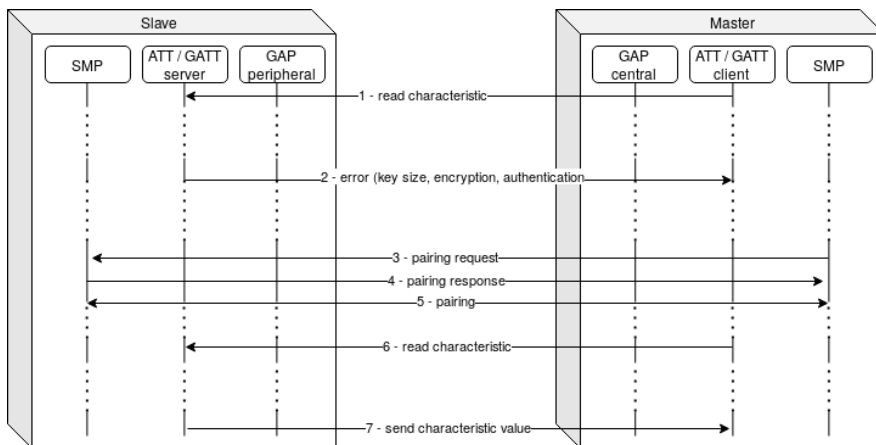 Slave
Master
SMP
ATT / GATT
server
GAP
peripheral
GAP
central
ATT / GATT
client
SMP
1 - read characteristic
2 - error (key size, encryption, authentication
3 - pairing request
4 - pairing response
5 - pairing
6 - read characteristic
7 - send characteristic value